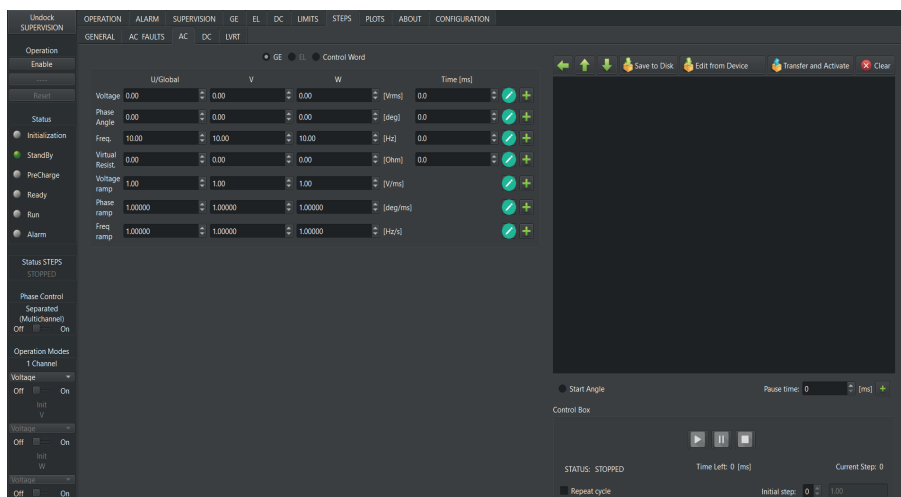 Undock
SUPERVISION
OPERATION ALARM SUPERVISION GE EL DC LIMITS STEPS PLOTS ABOUT CONFIGURATION
GENERAL AC FAULTS AC DC LVRT
Operation
Enable
Reset
Status
Initialization
StandBy
PreCharge
Ready
Run
Alarm
Status STEPS
STOPPED
Phase Control
Separated
(Multichannel)
Off On
Operation Modes
1 Channel
Voltage
Off On
Init
V
Voltage
Off On
Init
W
Voltage
Off On
GE EL Control Word
U/Global V W Time [ms]
Voltage 0.00 0.00 0.00 [Vrms] 0.0
Phase
Angle 0.00 0.00 0.00 [deg] 0.0
Freq. 10.00 10.00 10.00 [Hz] 0.0
Virtual
Resist. 0.00 0.00 0.00 [Ohm] 0.0
Voltage
ramp 1.00 1.00 1.00 [V/ms]
Phase
ramp 1.00000 1.00000 1.00000 [deg/ms]
Freq
ramp 1.00000 1.00000 1.00000 [Hz/s]
Save to Disk Edit from Device Transfer and Activate Clear
Start Angle Pause time: 0 [ms]
Control Box
STATUS: STOPPED Time Left: 0 [ms] Current Step: 0
Repeat cycle Initial step: 0 1.00